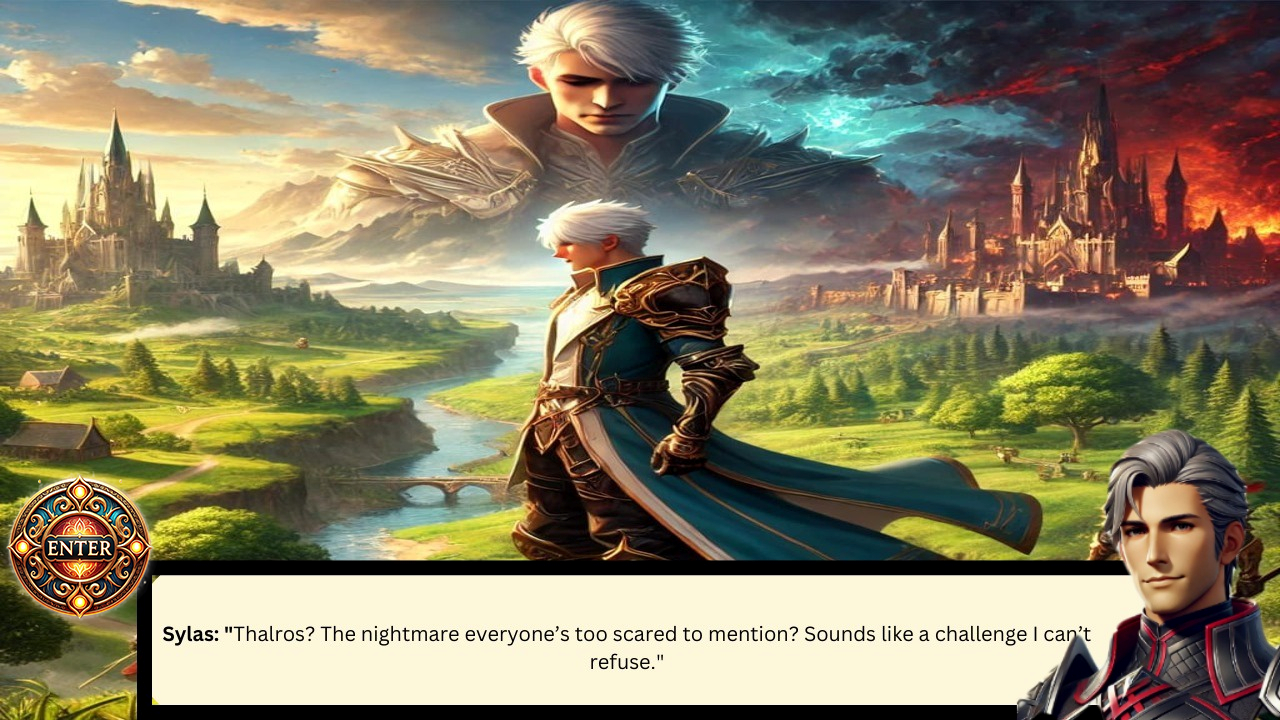 ENTER
Sylas: "Thalros? The nightmare everyone’s too scared to mention? Sounds like a challenge I can’t
refuse."